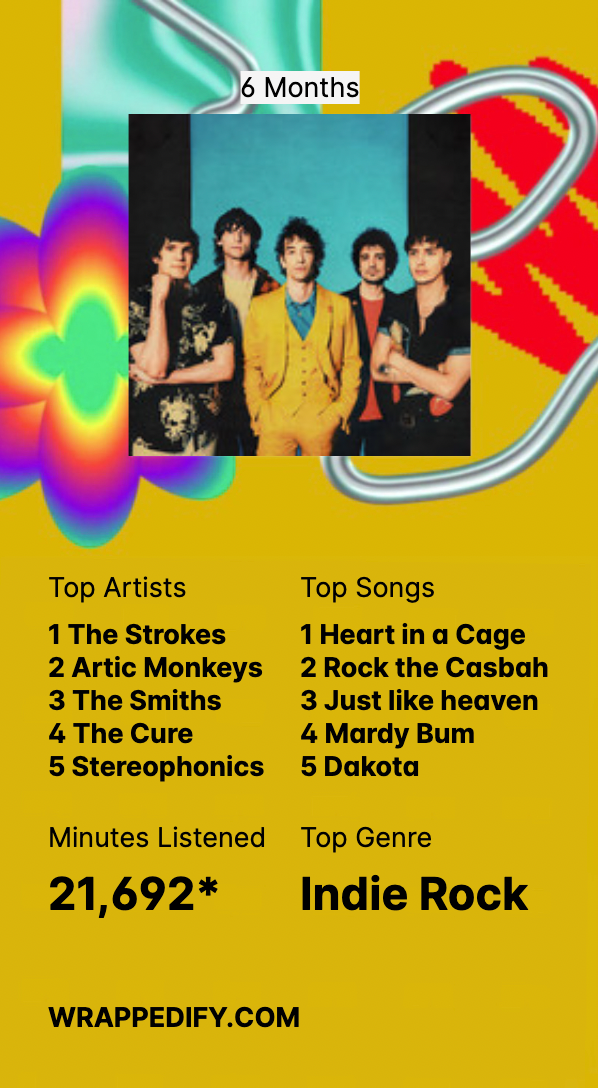 6 Months
Top Artists
1 The Strokes
2 Artic Monkeys
3 The Smiths
4 The Cure
5 Stereophonics
Top Songs
1 Heart in a Cage
2 Rock the Casbah
3 Just like heaven
4 Mardy Bum
5 Dakota
Minutes Listened
21,692*
Top Genre
Indie Rock
WRAPPEDIFY.COM